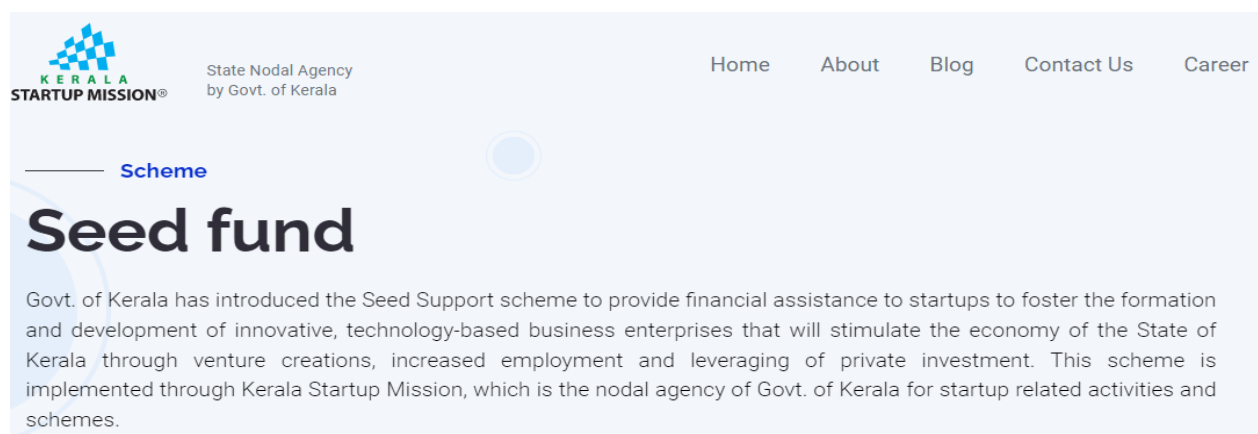 KERALA
STARTUP MISSION®
State Nodal Agency
by Govt. of Kerala
Home About Blog Contact Us Career
Scheme
Seed fund
Govt. of Kerala has introduced the Seed Support scheme to provide financial assistance to startups to foster the formation
and development of innovative, technology-based business enterprises that will stimulate the economy of the State of
Kerala through venture creations, increased employment and leveraging of private investment. This scheme is
implemented through Kerala Startup Mission, which is the nodal agency of Govt. of Kerala for startup related activities and
schemes.